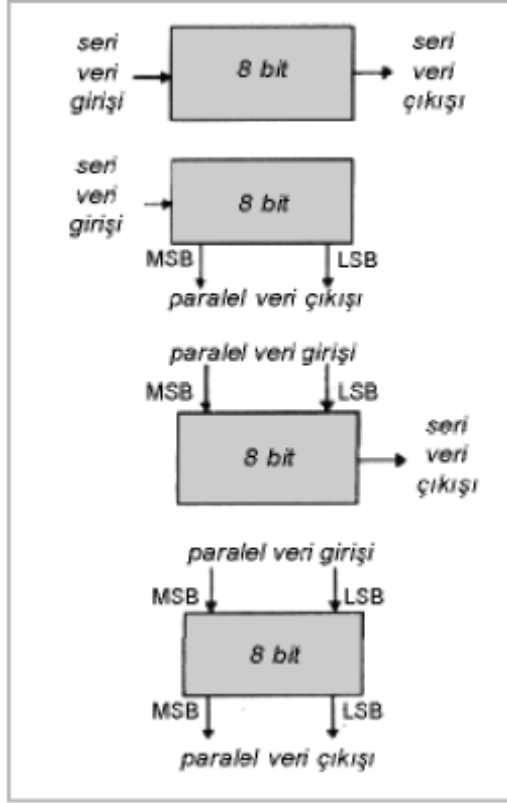 seri
veri
girişi
8 bit
seri
veri
çıkışı
seri
veri
girişi
8 bit
MSB LSB
paralel veri çıkışı
paralel veri girişi
MSB LSB
8 bit
seri
veri
çıkışı
paralel veri girişi
MSB LSB
8 bit
MSB LSB
paralel veri çıkışı